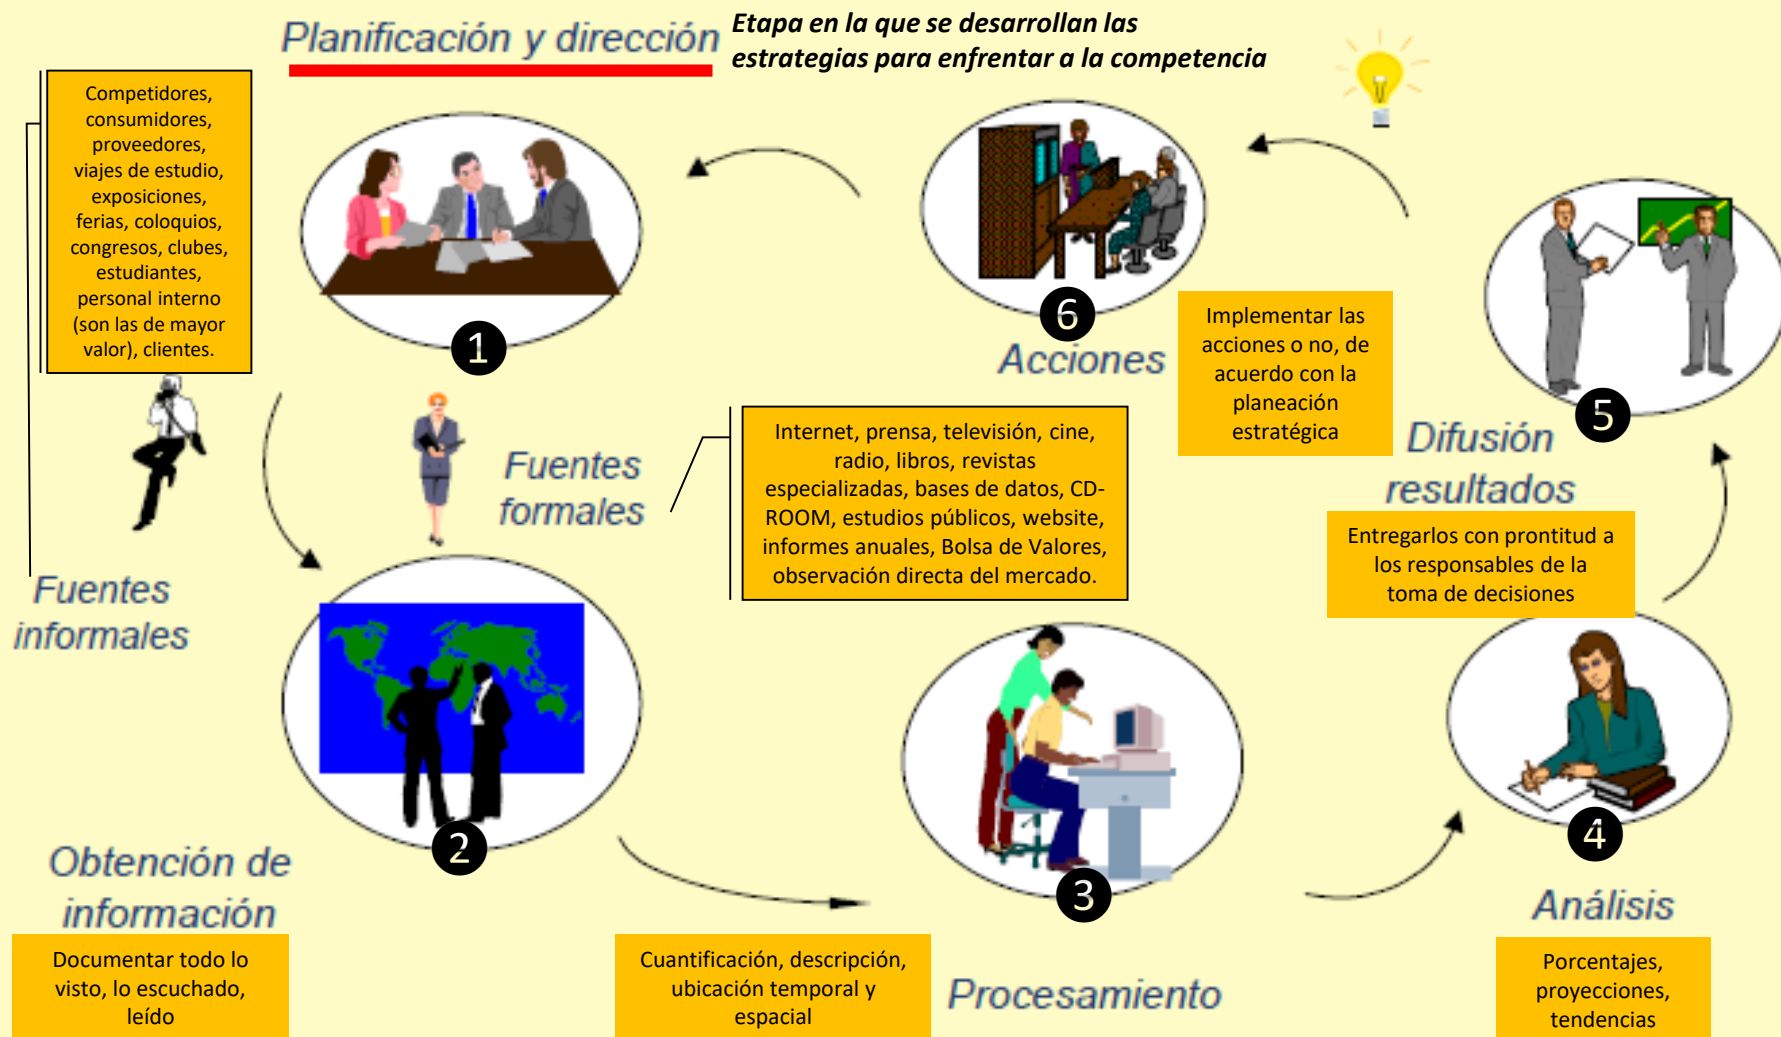 Planificación y dirección
Etapa en la que se desarrollan las
estrategias para enfrentar a la competencia
Competidores,
consumidores,
proveedores,
viajes de estudio,
exposiciones,
ferias, coloquios,
congresos, clubes,
estudiantes,
personal interno
(son las de mayor
valor), clientes.
1
6
Acciones
Implementar las
acciones o no, de
acuerdo con la
planeación
estratégica
5
Difusión
resultados
Entregarlos con prontitud a
los responsables de la
toma de decisiones
Fuentes
formales
Internet, prensa, televisión, cine,
radio, libros, revistas
especializadas, bases de datos, CD-
ROOM, estudios públicos, website,
informes anuales, Bolsa de Valores,
observación directa del mercado.
Fuentes
informales
2
Obtención de
información
Documentar todo lo
visto, lo escuchado,
leído
3
Cuantificación, descripción,
ubicación temporal y
espacial
Procesamiento
4
Análisis
Porcentajes,
proyecciones,
tendencias